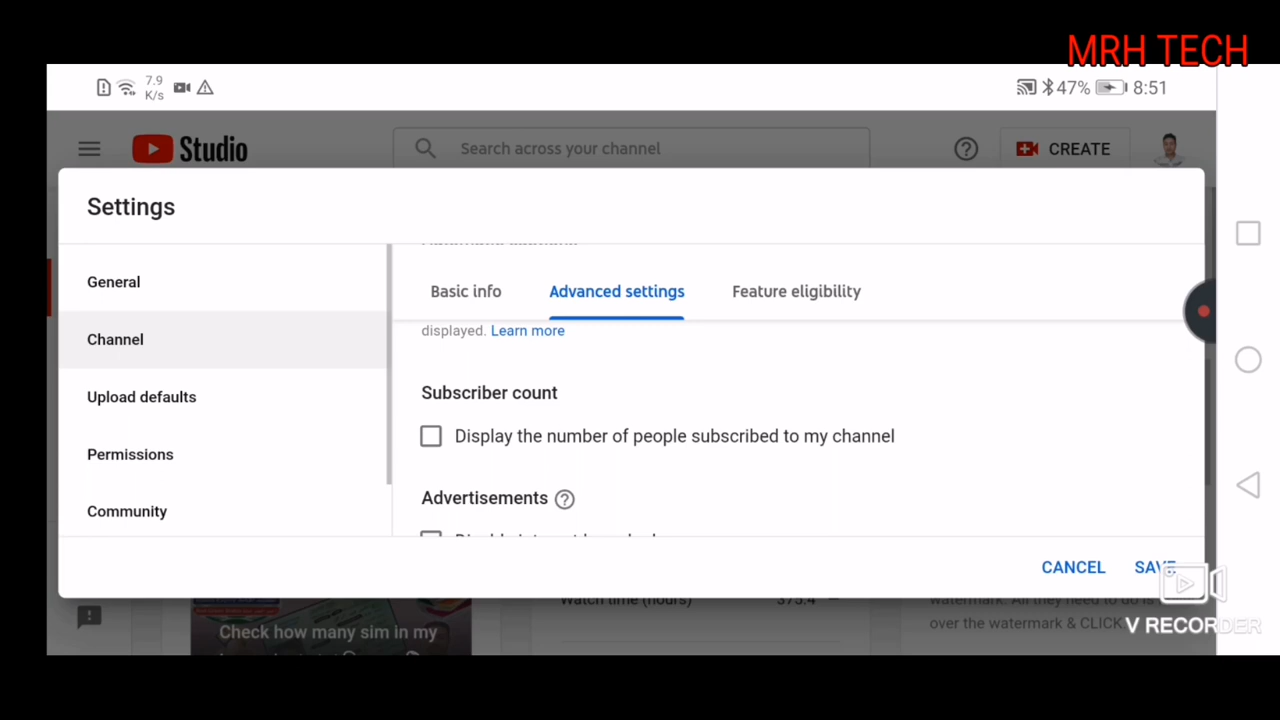 MRH TECH
7.9
K/s
47% 8:51
Studio
Search across your channel
CREATE
Settings
General
Channel
Upload defaults
Permissions
Community
Basic info
Advanced settings
Feature eligibility
displayed. Learn more
Subscriber count
Display the number of people subscribed to my channel
Advertisements
CANCEL
SAVE
Check how many sim in my
Watch time (hours)
375.4
watermark. All they need to do is
over the watermark & CLICK
V RECORDER